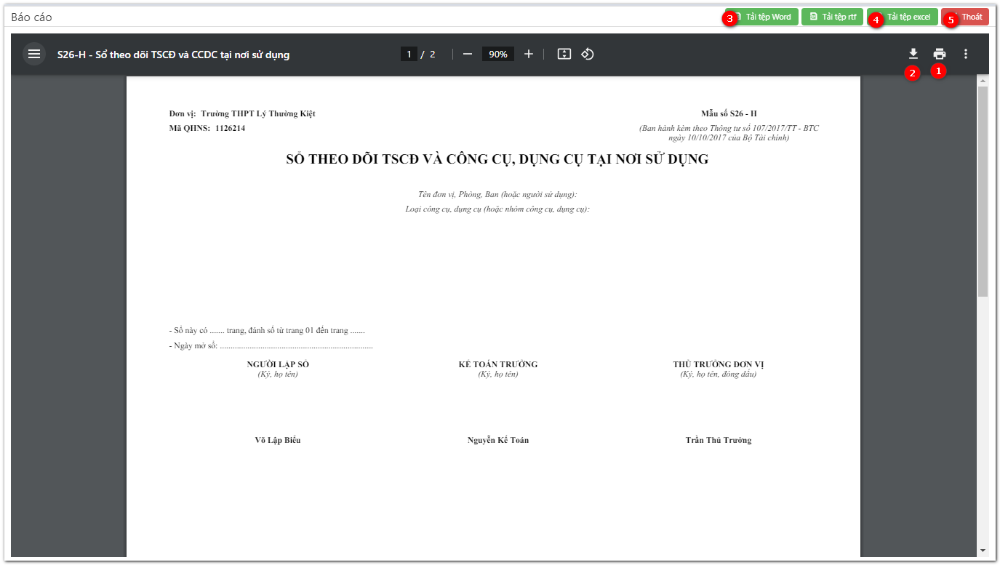 Báo cáo
3 Tải tệp Word Tải tệp rtf 4 Tải tệp excel 5 Thoát
S26-H - Sổ theo dõi TSCĐ và CCDC tại nơi sử dụng 1 / 2 90%
2 1
Đơn vị: Trường THPT Lý Thường Kiệt Mẫu số S26 - H
Mã QHNS: 1126214 (Ban hành kèm theo Thông tư số 107/2017/TT - BTC
ngày 10/10/2017 của Bộ Tài chính)
SỔ THEO DÕI TSCĐ VÀ CÔNG CỤ, DỤNG CỤ TẠI NƠI SỬ DỤNG
Tên đơn vị, Phòng, Ban (hoặc người sử dụng):
Loại công cụ, dụng cụ (hoặc nhóm công cụ, dụng cụ):
- Sổ này có ....... trang, đánh số từ trang 01 đến trang .......
- Ngày mở sổ: .......................................................................
NGƯỜI LẬP SỔ KẾ TOÁN TRƯỞNG THỦ TRƯỞNG ĐƠN VỊ
(Ký, họ tên) (Ký, họ tên) (Ký, họ tên, đóng dấu)
Võ Lập Biểu Nguyễn Kế Toán Trần Thủ Trưởng